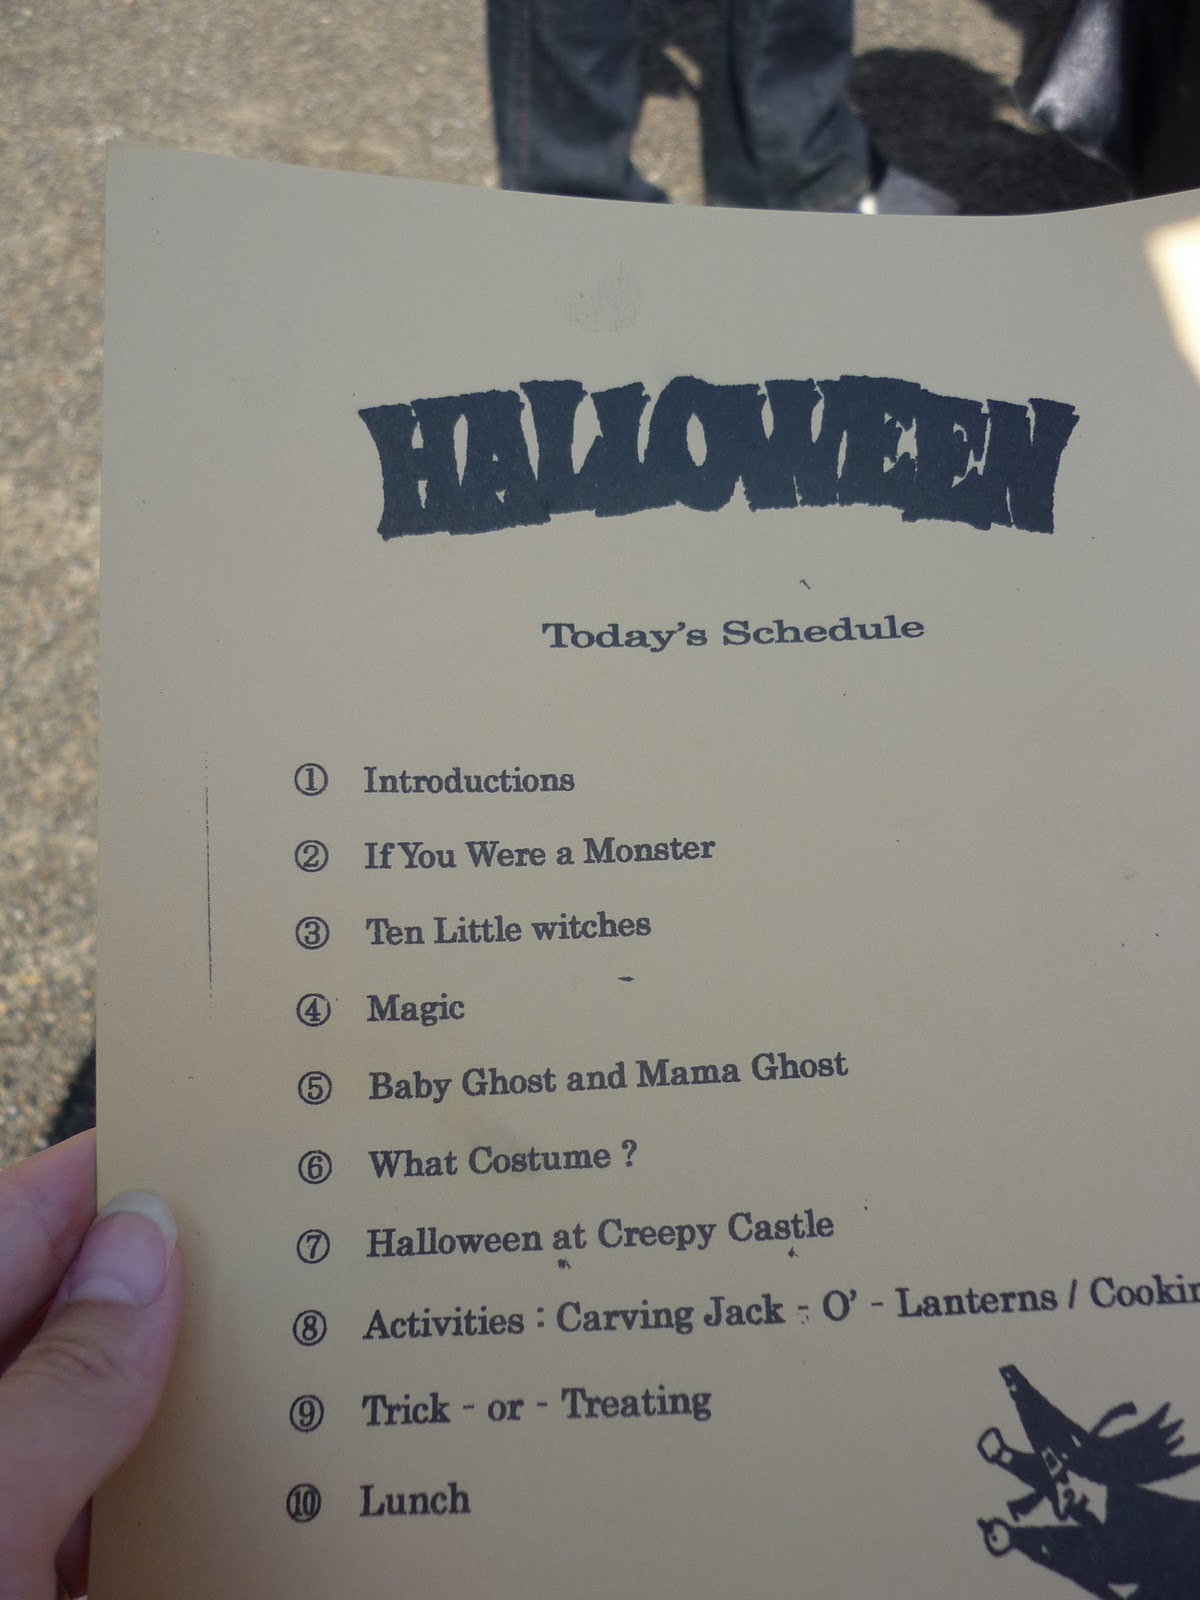 HALLOWEEN
Today's Schedule
① Introductions
② If You Were a Monster
③ Ten Little witches
④ Magic
⑤ Baby Ghost and Mama Ghost
⑥ What Costume ?
⑦ Halloween at Creepy Castle
⑧ Activities : Carving Jack - O' - Lanterns / Cookin
⑨ Trick - or - Treating
⑩ Lunch